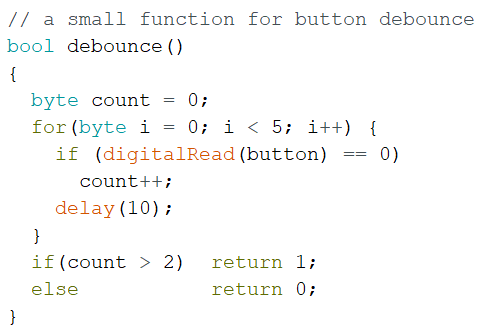 // a small function for button debounce
bool debounce()
{
  byte count = 0;
  for(byte i = 0; i < 5; i++) {
    if (digitalRead(button) == 0)
      count++;
    delay(10);
  }
  if(count > 2)  return 1;
  else           return 0;
}